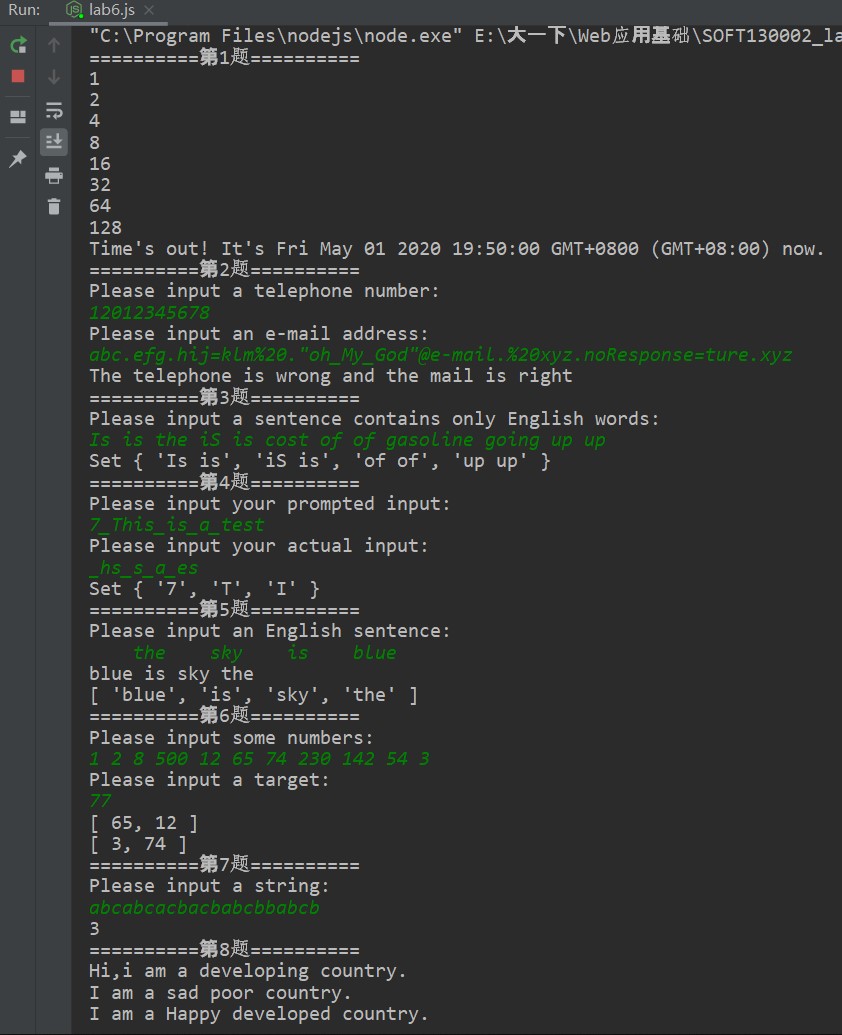 Run: lab6.js
"C:\Program Files\nodejs\node.exe" E:\大一下\Web应用基础\SOFT130002_la
==========第1题==========
1
2
4
8
16
32
64
128
Time's out! It's Fri May 01 2020 19:50:00 GMT+0800 (GMT+08:00) now.
==========第2题==========
Please input a telephone number:
12012345678
Please input an e-mail address:
abc.efg.hij=klm%20."oh_My_God"@e-mail.%20xyz.noResponse=ture.xyz
The telephone is wrong and the mail is right
==========第3题==========
Please input a sentence contains only English words:
Is is the iS is cost of of gasoline going up up
Set { 'Is is', 'iS is', 'of of', 'up up' }
==========第4题==========
Please input your prompted input:
7_This_is_a_test
Please input your actual input:
_hs_s_a_es
Set { '7', 'T', 'I' }
==========第5题==========
Please input an English sentence:
    the    sky    is    blue
blue is sky the
[ 'blue', 'is', 'sky', 'the' ]
==========第6题==========
Please input some numbers:
1 2 8 500 12 65 74 230 142 54 3
Please input a target:
77
[ 65, 12 ]
[ 3, 74 ]
==========第7题==========
Please input a string:
abcabcacbacbabcbbabcb
3
==========第8题==========
Hi,i am a developing country.
I am a sad poor country.
I am a Happy developed country.